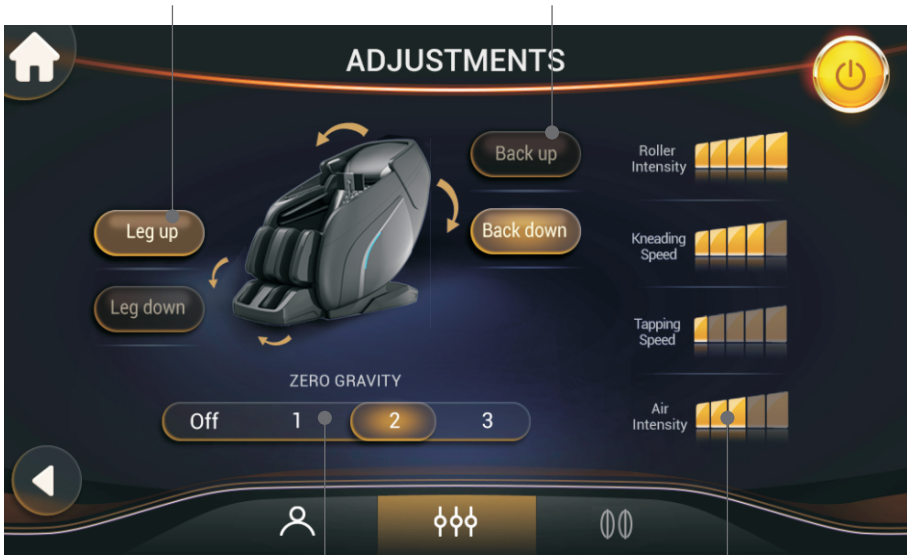 ADJUSTMENTS
Back up
Roller
Intensity
Leg up
Back down
Kneading
Speed
Leg down
Tapping
Speed
ZERO GRAVITY
Off 1 2 3
Air
Intensity